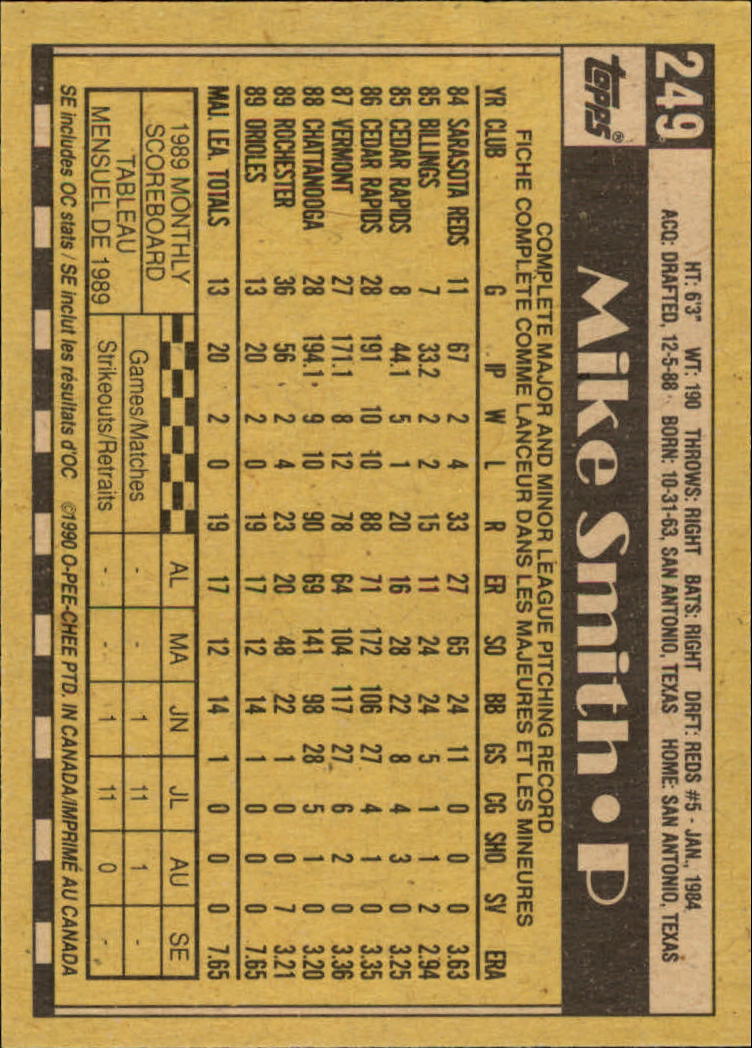 249
HT: 6'3" WT: 190 THROWS: RIGHT BATS: RIGHT DRFT: REDS #5 - JAN., 1984
ACQ: DRAFTED, 12-5-88 BORN: 10-31-63, SAN ANTONIO, TEXAS HOME: SAN ANTONIO, TEXAS
topps®
Mike Smith • P
COMPLETE MAJOR AND MINOR LEAGUE PITCHING RECORD
FICHE COMPLÈTE COMME LANCEUR DANS LES MAJEURES ET LES MINEURES
YR CLUB G IP W L R ER SO BB GS CG SHO SV ERA
84 SARASOTA REDS 11 67 2 4 33 27 65 24 11 0 0 0 3.63
85 BILLINGS 7 33.2 2 2 15 11 24 24 5 1 1 2 2.94
85 CEDAR RAPIDS 8 44.1 5 1 20 16 28 22 8 4 3 0 3.25
86 CEDAR RAPIDS 28 191 10 10 88 71 172 106 27 4 1 0 3.35
87 VERMONT 27 171.1 8 12 78 64 104 117 27 6 2 0 3.36
88 CHATTANOOGA 28 194.1 9 10 90 69 141 98 28 5 1 0 3.20
89 ROCHESTER 36 56 2 4 23 20 48 22 1 0 0 7 3.21
89 ORIOLES 13 20 2 0 19 17 12 14 1 0 0 0 7.65
MAJ. LEA. TOTALS 13 20 2 0 19 17 12 14 1 0 0 0 7.65
1989 MONTHLY
SCOREBOARD
TABLEAU
MENSUEL DE 1989
AL MA JN JL AU SE
Games/Matches - - 1 11 1 -
Strikeouts/Retraits - - 1 11 0 -
SE includes OC stats / SE inclut les résultats d'OC ©1990 O-PEE-CHEE PTD. IN CANADA/IMPRIMÉ AU CANADA